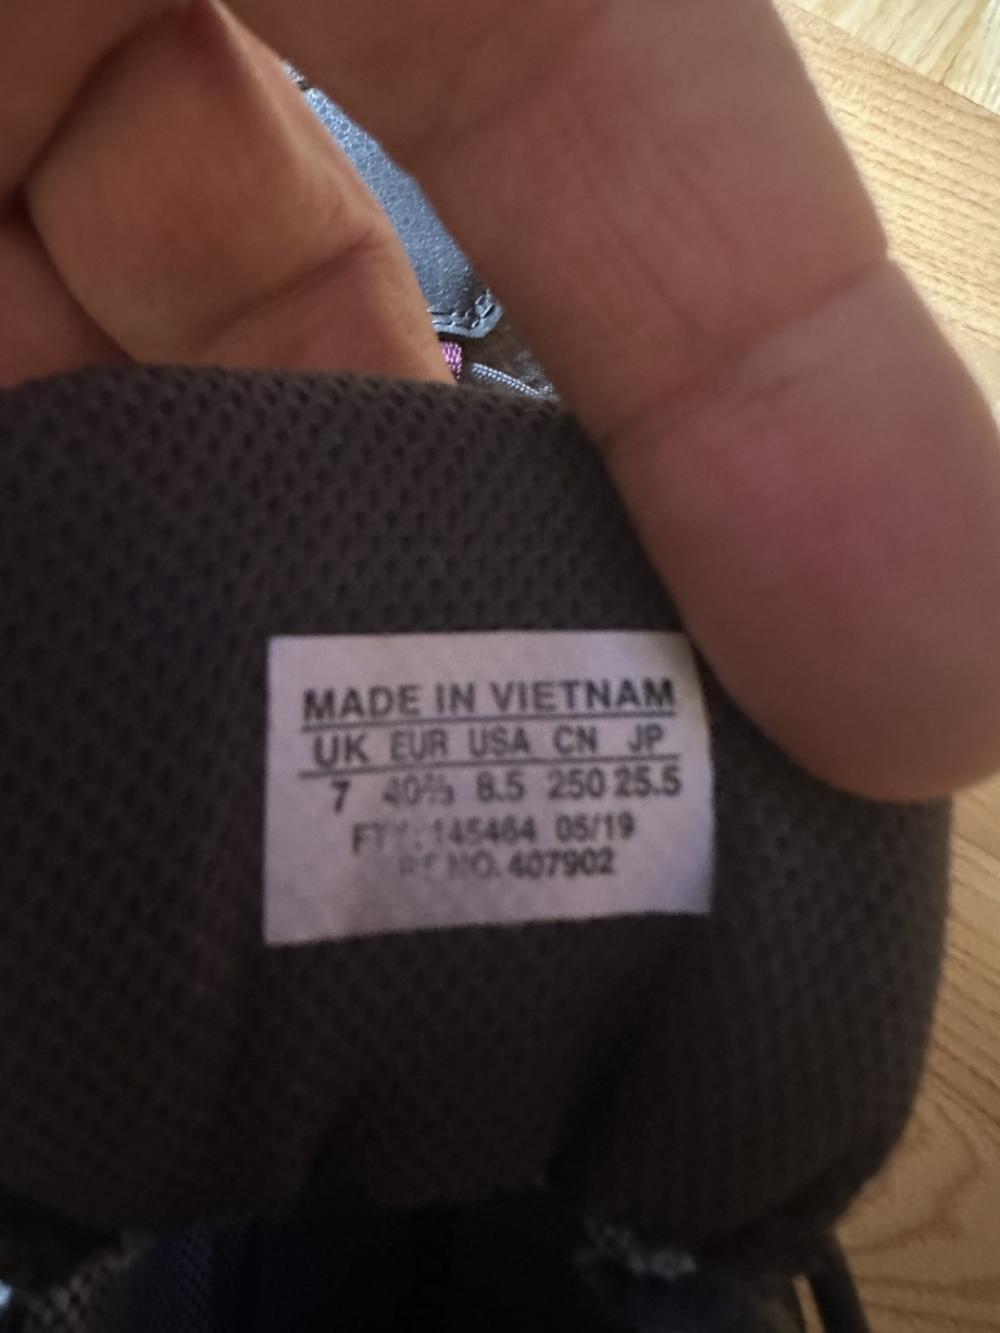 MADE IN VIETNAM
UK EUR USA CN JP
7 40⅔ 8.5 250 25.5
145464 05/19
NO. 407902